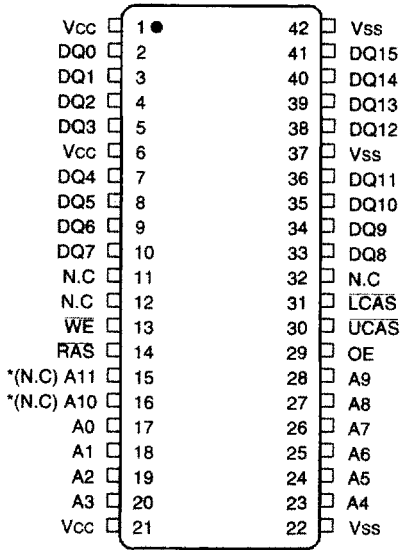 Vcc 1 42 Vss
DQ0 2 41 DQ15
DQ1 3 40 DQ14
DQ2 4 39 DQ13
DQ3 5 38 DQ12
Vcc 6 37 Vss
DQ4 7 36 DQ11
DQ5 8 35 DQ10
DQ6 9 34 DQ9
DQ7 10 33 DQ8
N.C 11 32 N.C
N.C 12 31 LCAS
WE 13 30 UCAS
RAS 14 29 OE
*(N.C) A11 15 28 A9
*(N.C) A10 16 27 A8
A0 17 26 A7
A1 18 25 A6
A2 19 24 A5
A3 20 23 A4
Vcc 21 22 Vss